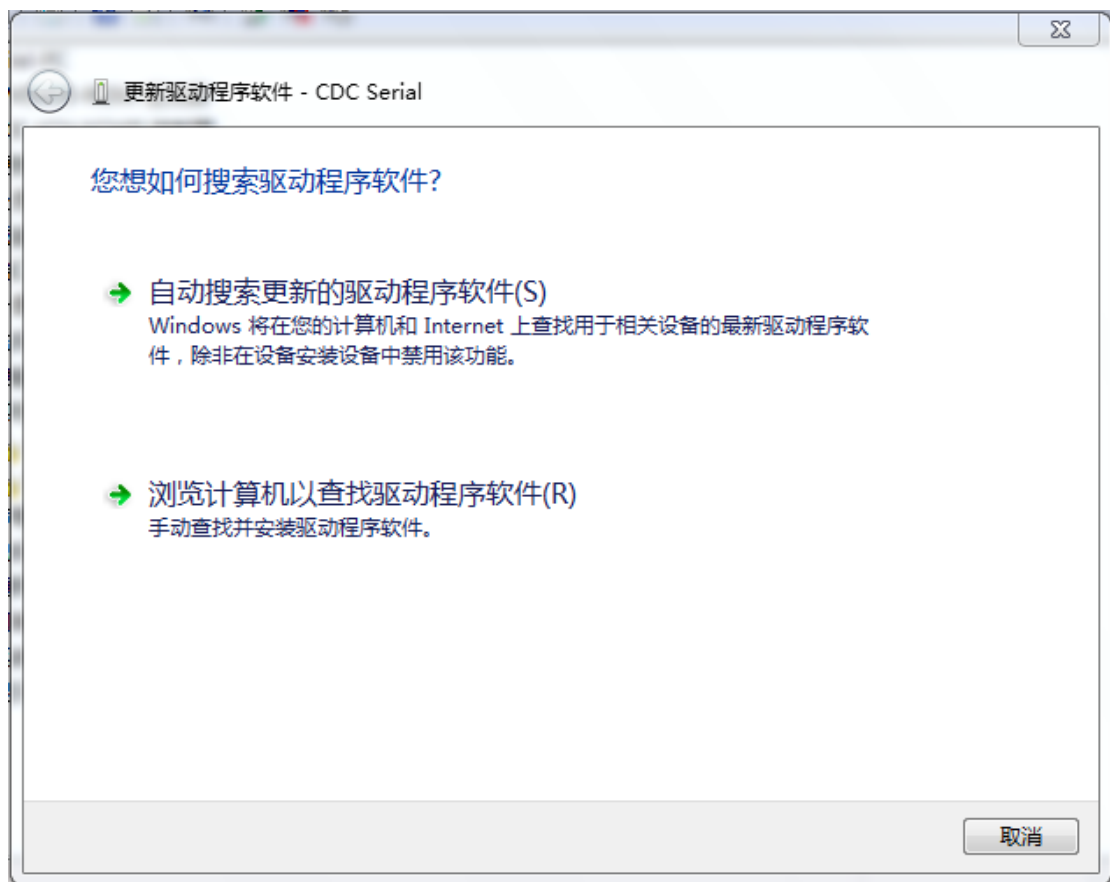 更新驱动程序软件 - CDC Serial
您想如何搜索驱动程序软件?
自动搜索更新的驱动程序软件(S)
Windows 将在您的计算机和 Internet 上查找用于相关设备的最新驱动程序软
件，除非在设备安装设备中禁用该功能。
浏览计算机以查找驱动程序软件(R)
手动查找并安装驱动程序软件。
取消